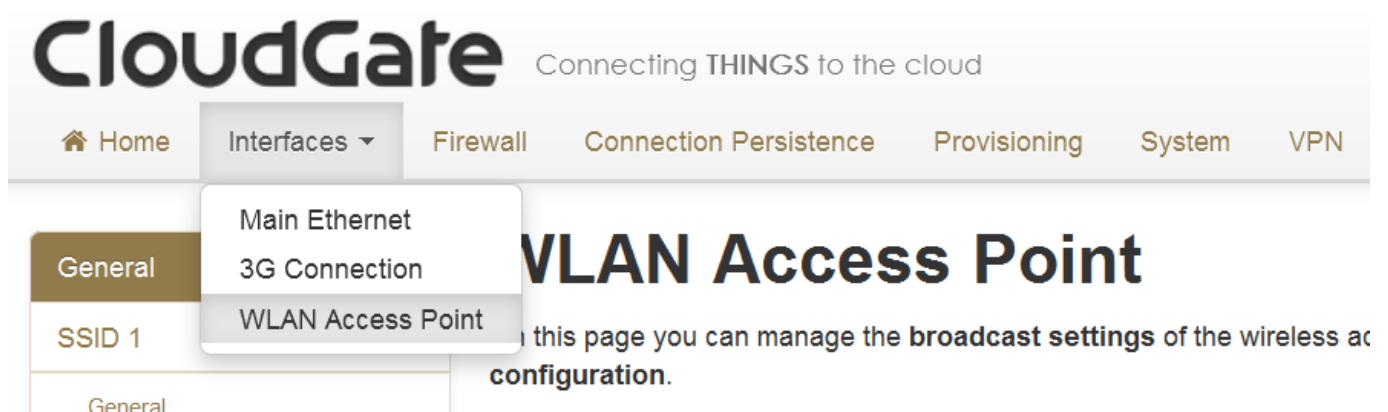 CloudGate Connecting THINGS to the cloud
Home Interfaces Firewall Connection Persistence Provisioning System VPN
Main Ethernet
3G Connection
WLAN Access Point
General
SSID 1
General
WLAN Access Point
this page you can manage the broadcast settings of the wireless
configuration.